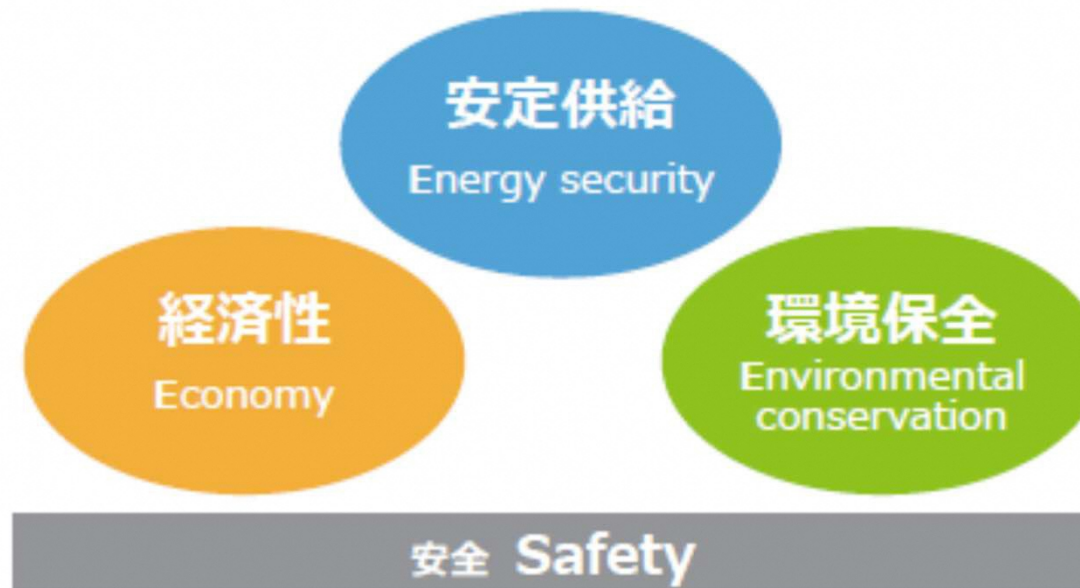 安定供給
Energy security
経済性
Economy
環境保全
Environmental
conservation
安全 Safety